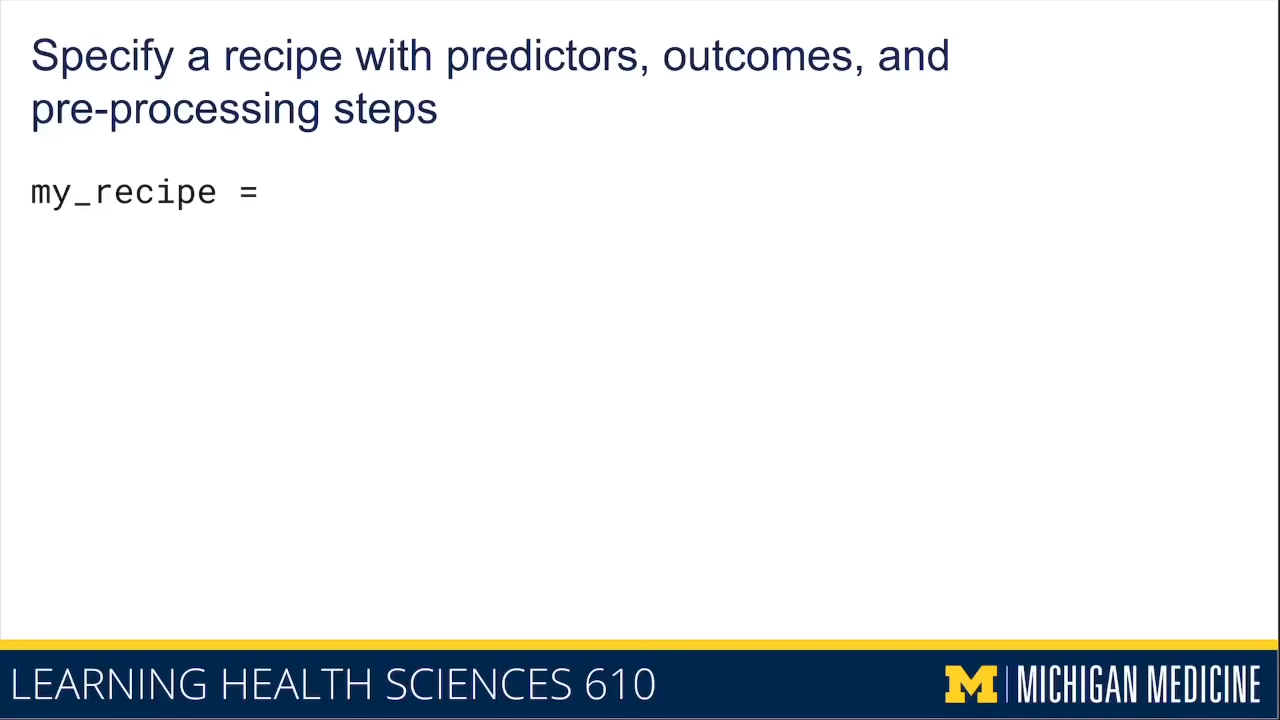 Specify a recipe with predictors, outcomes, and
pre-processing steps
my_recipe =
LEARNING HEALTH SCIENCES 610
M MICHIGAN MEDICINE